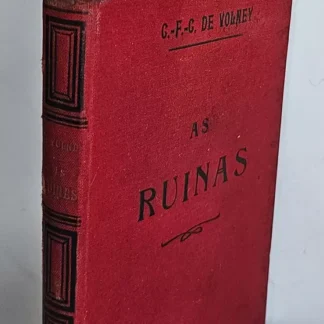 C.-F.-C. DE VOLNEY
AS
RUINAS